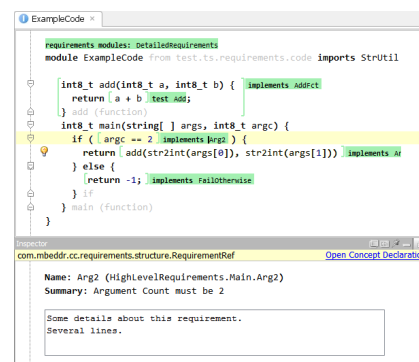 ExampleCode ×
requirements modules: DetailedRequirements
module ExampleCode from test.ts.requirements.code imports StrUtil
int8_t add(int8_t a, int8_t b) { implements AddFct
return a + b test Add;
} add (function)
int8_t main(string[ ] args, int8_t argc) {
if ( argc == 2 implements Arg2 ) {
return add(str2int(args[0]), str2int(args[1])) implements Ar
} else {
return -1; implements FailOtherwise
} if
} main (function)
}
Inspector
com.mbeddr.cc.requirements.structure.RequirementRef Open Concept Declaratio
Name: Arg2 (HighLevelRequirements.Main.Arg2)
Summary: Argument Count must be 2
Some details about this requirement.
Several lines.